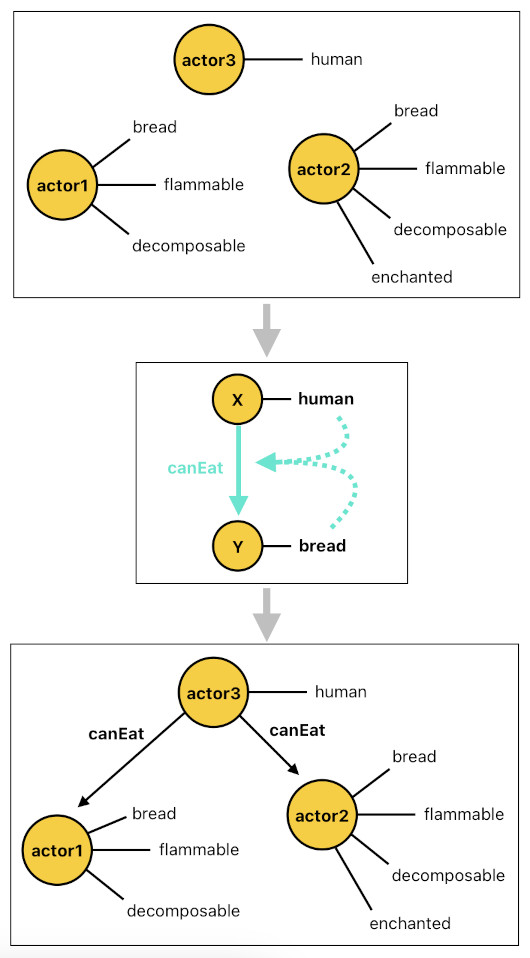 actor3
human
bread
actor1
flammable
decomposable
bread
actor2
flammable
decomposable
enchanted
X
human
canEat
Y
bread
actor3
human
canEat
canEat
bread
actor1
flammable
decomposable
bread
actor2
flammable
decomposable
enchanted